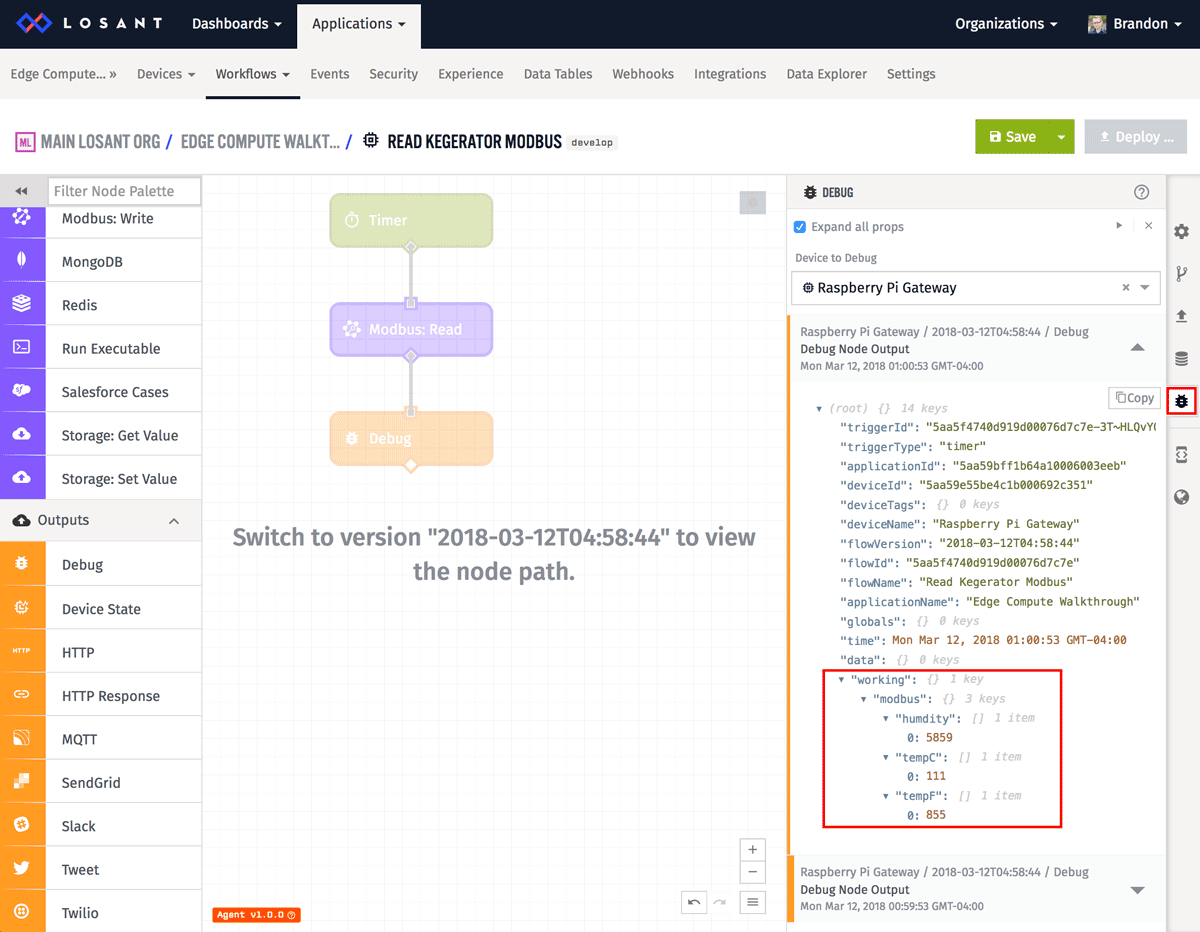 LOSANT
Dashboards
Applications
Organizations
Brandon
Edge Compute... »
Devices
Workflows
Events
Security
Experience
Data Tables
Webhooks
Integrations
Data Explorer
Settings
ML MAIN LOSANT ORG / EDGE COMPUTE WALKT... / READ KEGERATOR MODBUS develop
Save
Deploy ...
Filter Node Palette
Modbus: Write
MongoDB
Redis
Run Executable
Salesforce Cases
Storage: Get Value
Storage: Set Value
Outputs
Debug
Device State
HTTP HTTP
HTTP Response
MQTT
SendGrid
Slack
Tweet
Twilio
Timer
Modbus: Read
Debug
Switch to version "2018-03-12T04:58:44" to view
the node path.
Agent v1.0.0
DEBUG
Expand all props
Device to Debug
Raspberry Pi Gateway
Raspberry Pi Gateway / 2018-03-12T04:58:44 / Debug
Debug Node Output
Mon Mar 12, 2018 01:00:53 GMT-04:00
Copy
(root) {} 14 keys
"triggerId": "5aa5f4740d919d00076d7c7e-3T~HLQvY
"triggerType": "timer"
"applicationId": "5aa59bff1b64a10006003eeb"
"deviceId": "5aa59e55be4c1b000692c351"
"deviceTags": {} 0 keys
"deviceName": "Raspberry Pi Gateway"
"flowVersion": "2018-03-12T04:58:44"
"flowId": "5aa5f4740d919d00076d7c7e"
"flowName": "Read Kegerator Modbus"
"applicationName": "Edge Compute Walkthrough"
"globals": {} 0 keys
"time": Mon Mar 12, 2018 01:00:53 GMT-04:00
"data": {} 0 keys
"working": {} 1 key
"modbus": {} 3 keys
"humdity": [] 1 item
0: 5859
"tempC": [] 1 item
0: 111
"tempF": [] 1 item
0: 855
Raspberry Pi Gateway / 2018-03-12T04:58:44 / Debug
Debug Node Output
Mon Mar 12, 2018 00:59:53 GMT-04:00